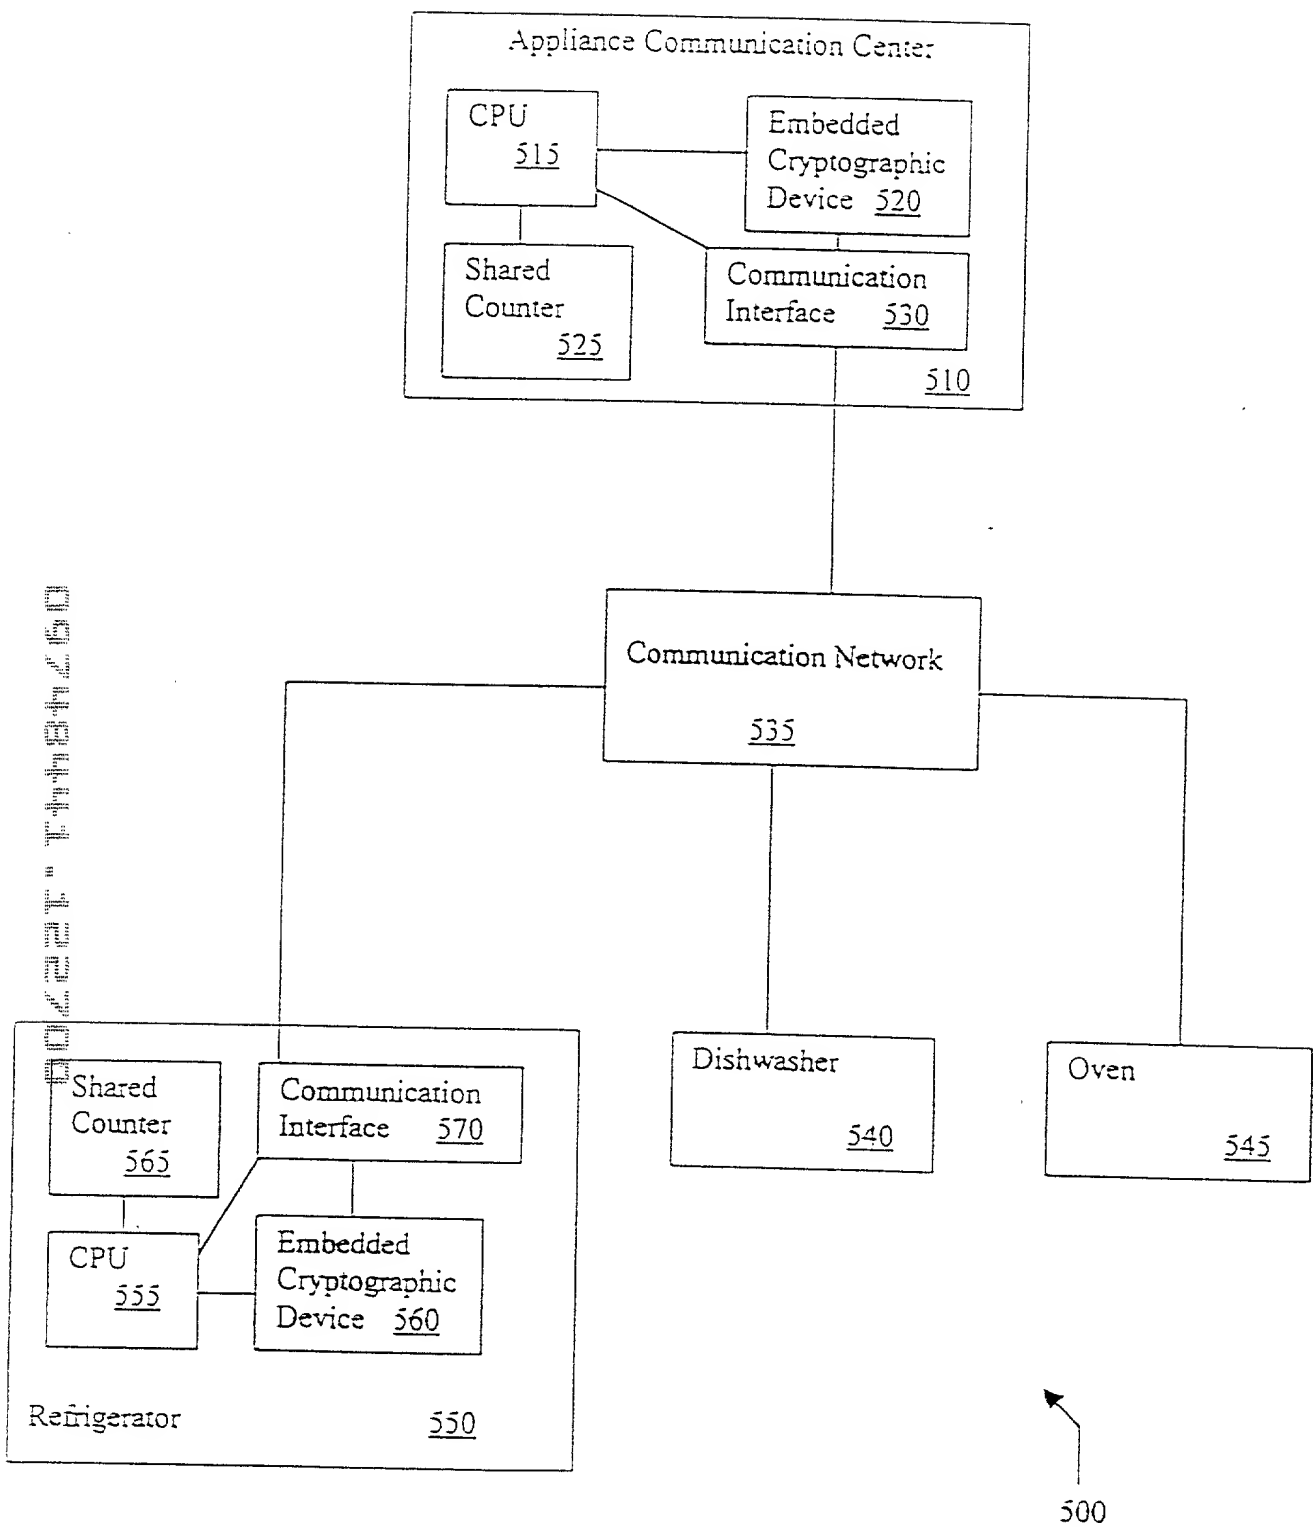 Appliance Communication Center
CPU
515
Embedded
Cryptographic
Device 520
Shared
Counter
525
Communication
Interface 530
510
Communication Network
535
09748441.122700
Shared
Counter
565
Communication
Interface 570
CPU
555
Embedded
Cryptographic
Device 560
Refrigerator 550
Dishwasher
540
Oven
545
500